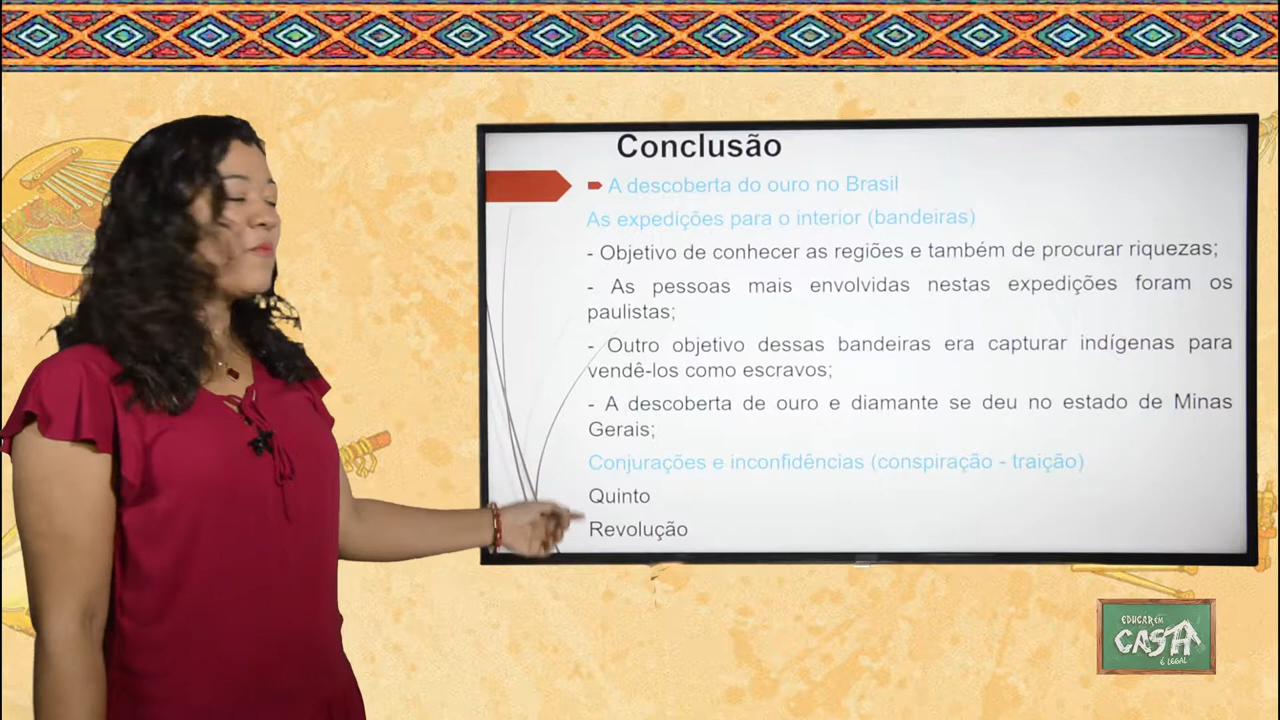 Conclusão
A descoberta do ouro no Brasil
As expedições para o interior (bandeiras)
- Objetivo de conhecer as regiões e também de procurar riquezas;
- As pessoas mais envolvidas nestas expedições foram os
paulistas;
- Outro objetivo dessas bandeiras era capturar indígenas para
vendê-los como escravos;
- A descoberta de ouro e diamante se deu no estado de Minas
Gerais;
Conjurações e inconfidências (conspiração - traição)
Quinto
Revolução
EDUCAR EM
CASA
É LEGAL